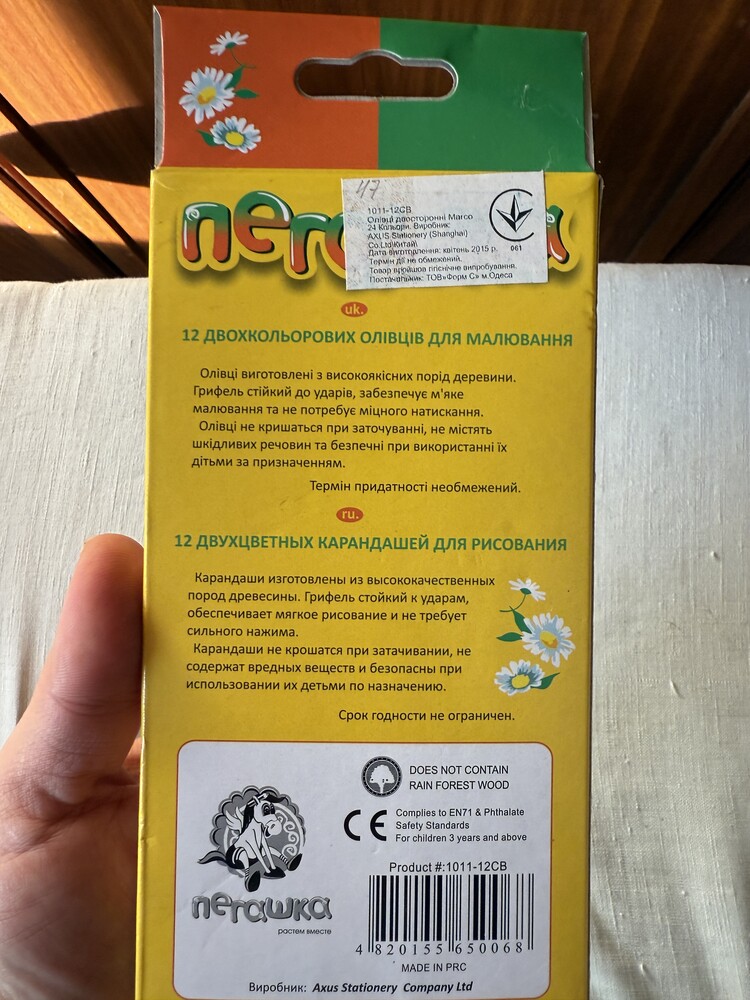 47
1011-12CB
Олівці двосторонні Marco
24 Кольори. Виробник:
AXUS Stationery (Shanghai)
Co.Ltd(Китай)
Дата виготовлення: квітень 2015 р.
Термін дії не обмежений.
Товар пройшов гігієнічне випробування.
Постачальник: ТОВ«Форм С» м.Одеса
061
uk.
12 ДВОХКОЛЬОРОВИХ ОЛІВЦІВ ДЛЯ МАЛЮВАННЯ
Олівці виготовлені з високоякісних порід деревини.
Грифель стійкий до ударів, забезпечує м'яке
малювання та не потребує міцного натискання.
Олівці не кришаться при заточуванні, не містять
шкідливих речовин та безпечні при використанні їх
дітьми за призначенням.
Термін придатності необмежений.
ru.
12 ДВУХЦВЕТНЫХ КАРАНДАШЕЙ ДЛЯ РИСОВАНИЯ
Карандаши изготовлены из высококачественных
пород древесины. Грифель стойкий к ударам,
обеспечивает мягкое рисование и не требует
сильного нажима.
Карандаши не крошатся при затачивании, не
содержат вредных веществ и безопасны при
использовании их детьми по назначению.
Срок годности не ограничен.
DOES NOT CONTAIN
RAIN FOREST WOOD
CE
Complies to EN71 & Phthalate
Safety Standards
For children 3 years and above
Product #:1011-12CB
4 820155 650068
MADE IN PRC
пегашка
растем вместе
Виробник: Axus Stationery Company Ltd